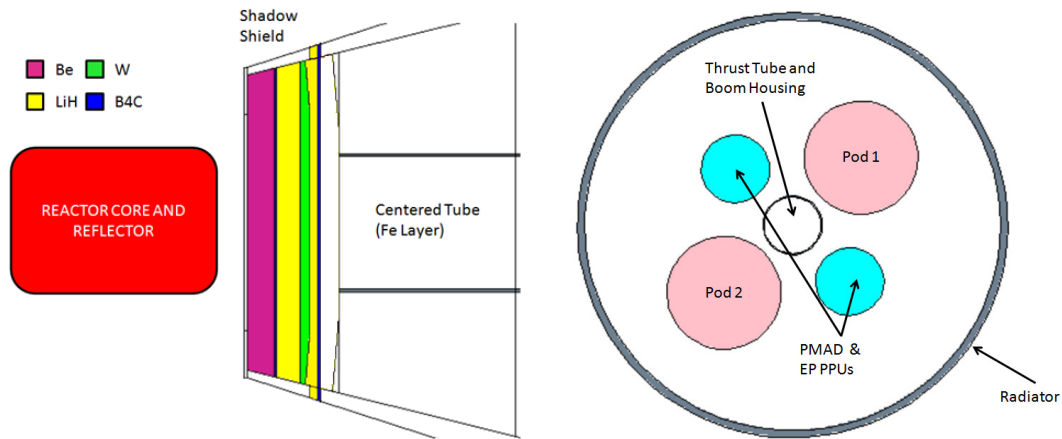 Shadow
Shield
Be
W
LiH
B4C
REACTOR CORE AND
REFLECTOR
Centered Tube
(Fe Layer)
Thrust Tube and
Boom Housing
Pod 1
Pod 2
PMAD &
EP PPUs
Radiator